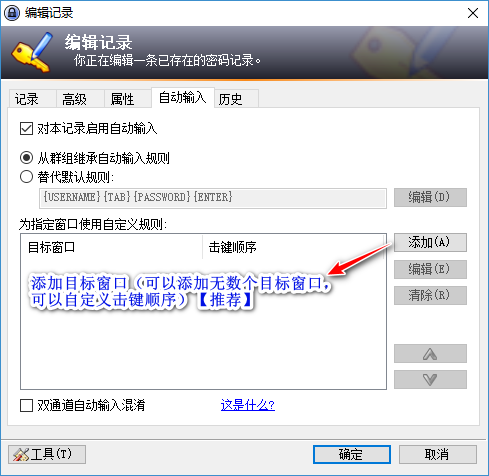 编辑记录
编辑记录
你正在编辑一条已存在的密码记录。
记录 高级 属性 自动输入 历史
对本记录启用自动输入
从群组继承自动输入规则
替代默认规则:
{USERNAME}{TAB}{PASSWORD}{ENTER} 编辑(D)
为指定窗口使用自定义规则:
目标窗口 击键顺序 添加(A)
添加目标窗口（可以添加无数个目标窗口, 编辑(E)
可以自定义击键顺序）【推荐】 清除(R)
双通道自动输入混淆 这是什么?
工具(T) 确定 取消